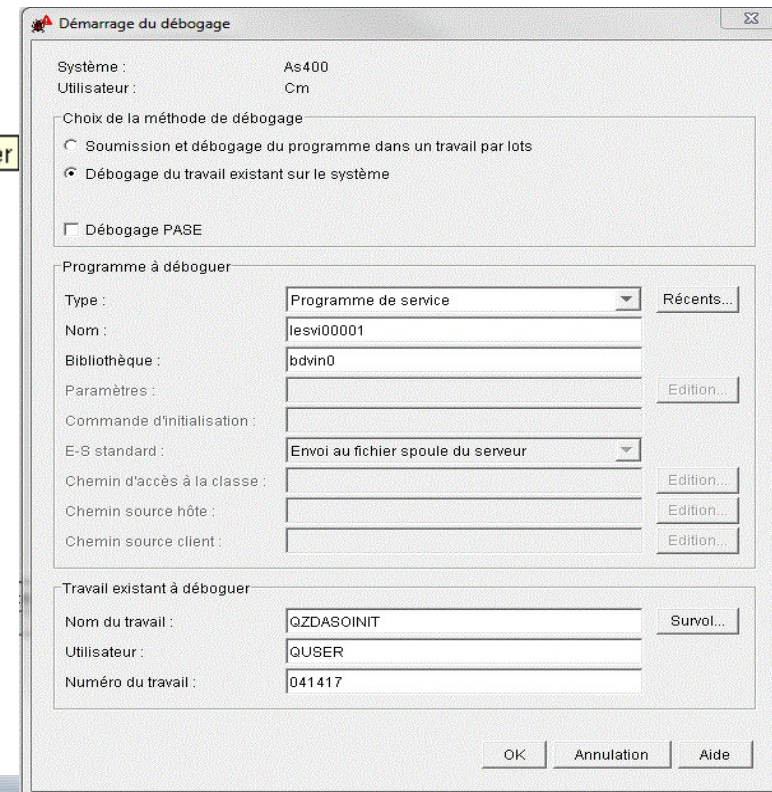 Démarrage du débogage
Système : As400
Utilisateur : Cm
Choix de la méthode de débogage
Soumission et débogage du programme dans un travail par lots
er
Débogage du travail existant sur le système
Débogage PASE
Programme à déboguer
Type : Programme de service Récents...
Nom : lesvi00001
Bibliothèque : bdvin0
Paramètres : Edition...
Commande d'initialisation :
E-S standard : Envoi au fichier spoule du serveur
Chemin d'accès à la classe : Edition...
Chemin source hôte : Edition...
Chemin source client : Edition...
Travail existant à déboguer
Nom du travail : QZDASOINIT Survol...
Utilisateur : QUSER
Numéro du travail : 041417
OK Annulation Aide